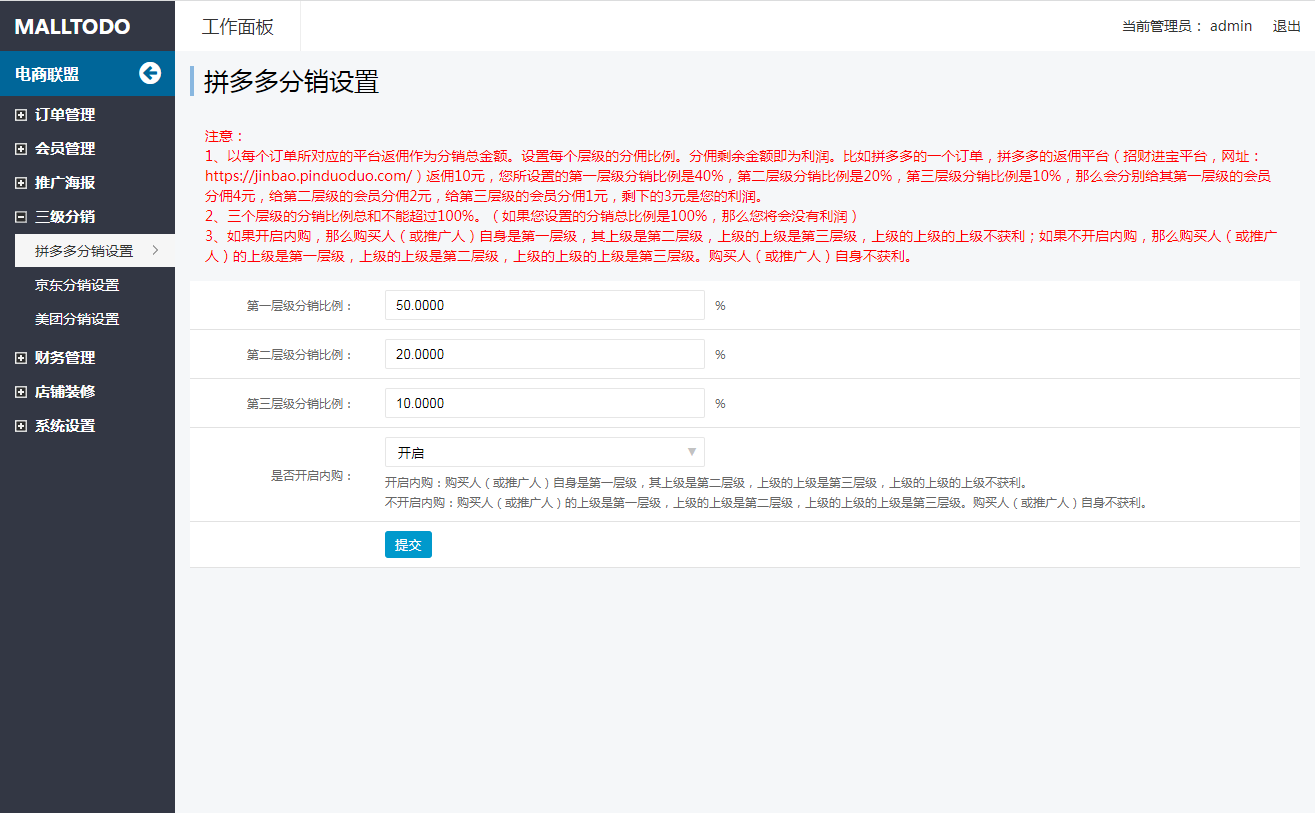 MALLTODO
工作面板
当前管理员： admin 退出
电商联盟
订单管理
会员管理
推广海报
三级分销
拼多多分销设置
京东分销设置
美团分销设置
财务管理
店铺装修
系统设置
拼多多分销设置
注意：
1、以每个订单所对应的平台返佣作为分销总金额。设置每个层级的分佣比例。分佣剩余金额即为利润。比如拼多多的一个订单，拼多多的返佣平台（招财进宝平台，网址：
https://jinbao.pinduoduo.com/）返佣10元，您所设置的第一层级分销比例是40%，第二层级分销比例是20%，第三层级分销比例是10%，那么会分别给其第一层级的会员
分佣4元，给第二层级的会员分佣2元，给第三层级的会员分佣1元，剩下的3元是您的利润。
2、三个层级的分销比例总和不能超过100%。（如果您设置的分销总比例是100%，那么您将会没有利润）
3、如果开启内购，那么购买人（或推广人）自身是第一层级，其上级是第二层级，上级的上级是第三层级，上级的上级的上级不获利；如果不开启内购，那么购买人（或推广
人）的上级是第一层级，上级的上级是第二层级，上级的上级的上级是第三层级。购买人（或推广人）自身不获利。
第一层级分销比例： 50.0000 %
第二层级分销比例： 20.0000 %
第三层级分销比例： 10.0000 %
是否开启内购： 开启
开启内购：购买人（或推广人）自身是第一层级，其上级是第二层级，上级的上级是第三层级，上级的上级的上级不获利。
不开启内购：购买人（或推广人）的上级是第一层级，上级的上级是第二层级，上级的上级的上级是第三层级。购买人（或推广人）自身不获利。
提交